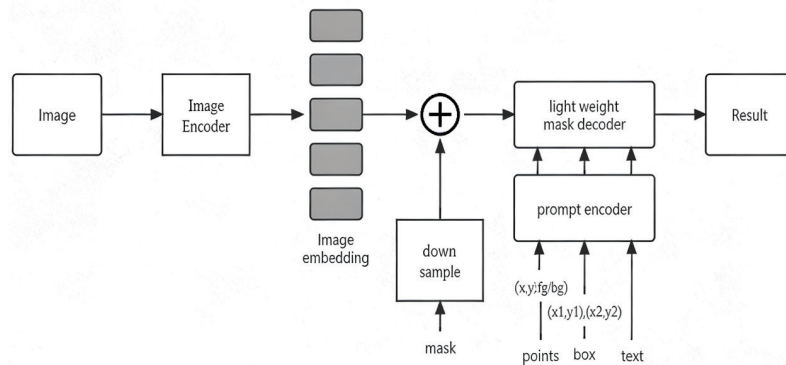 Image
Image
Encoder
Image
embedding
down
sample
mask
light weight
mask decoder
Result
prompt encoder
(x,y):fg/bg)
(x1,y1),(x2,y2)
points box text